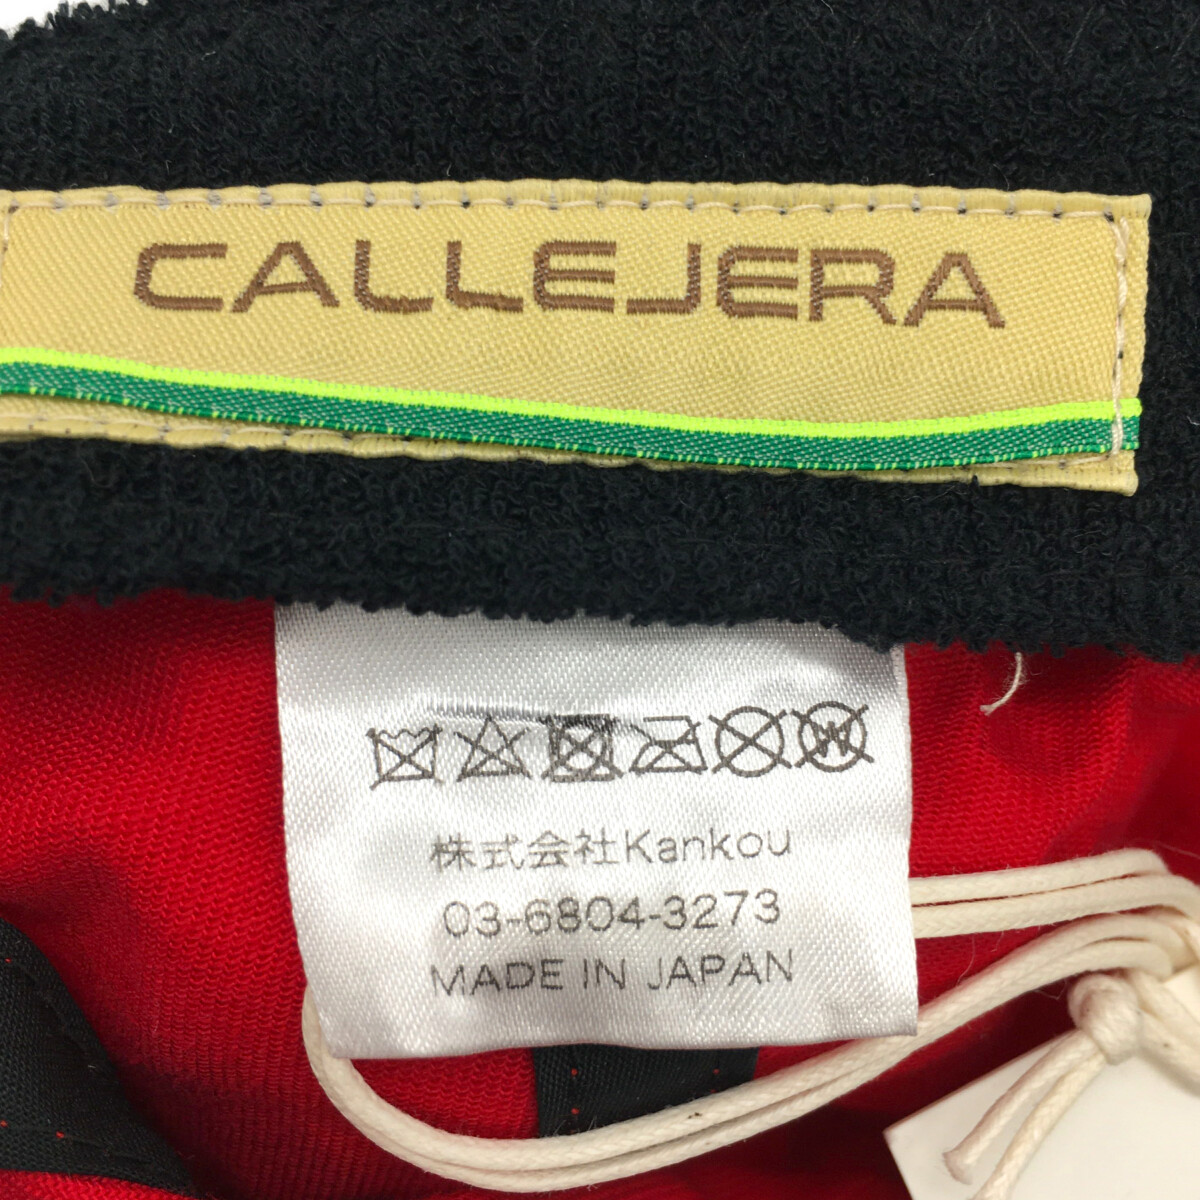 CALLEJERA
W
株式会社Kankou
03-6804-3273
MADE IN JAPAN